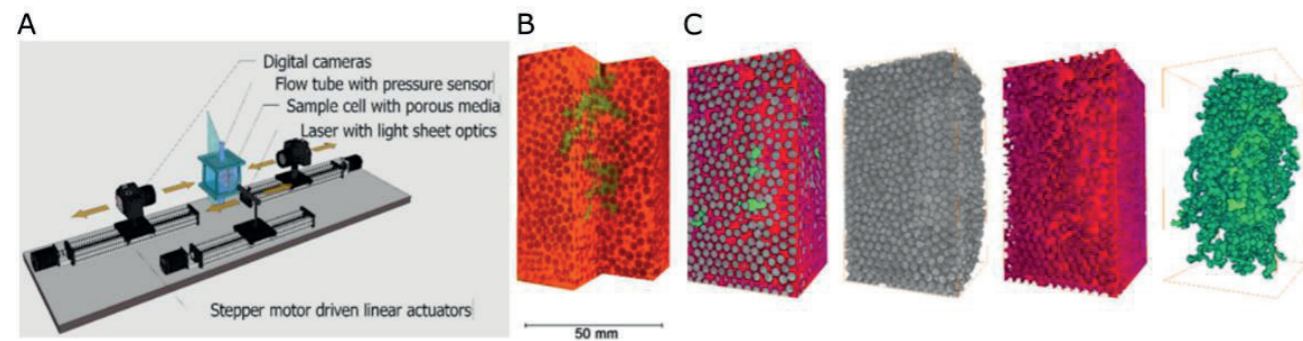 A
B
C
Digital cameras
Flow tube with pressure sensor
Sample cell with porous media
Laser with light sheet optics
Stepper motor driven linear actuators
50 mm